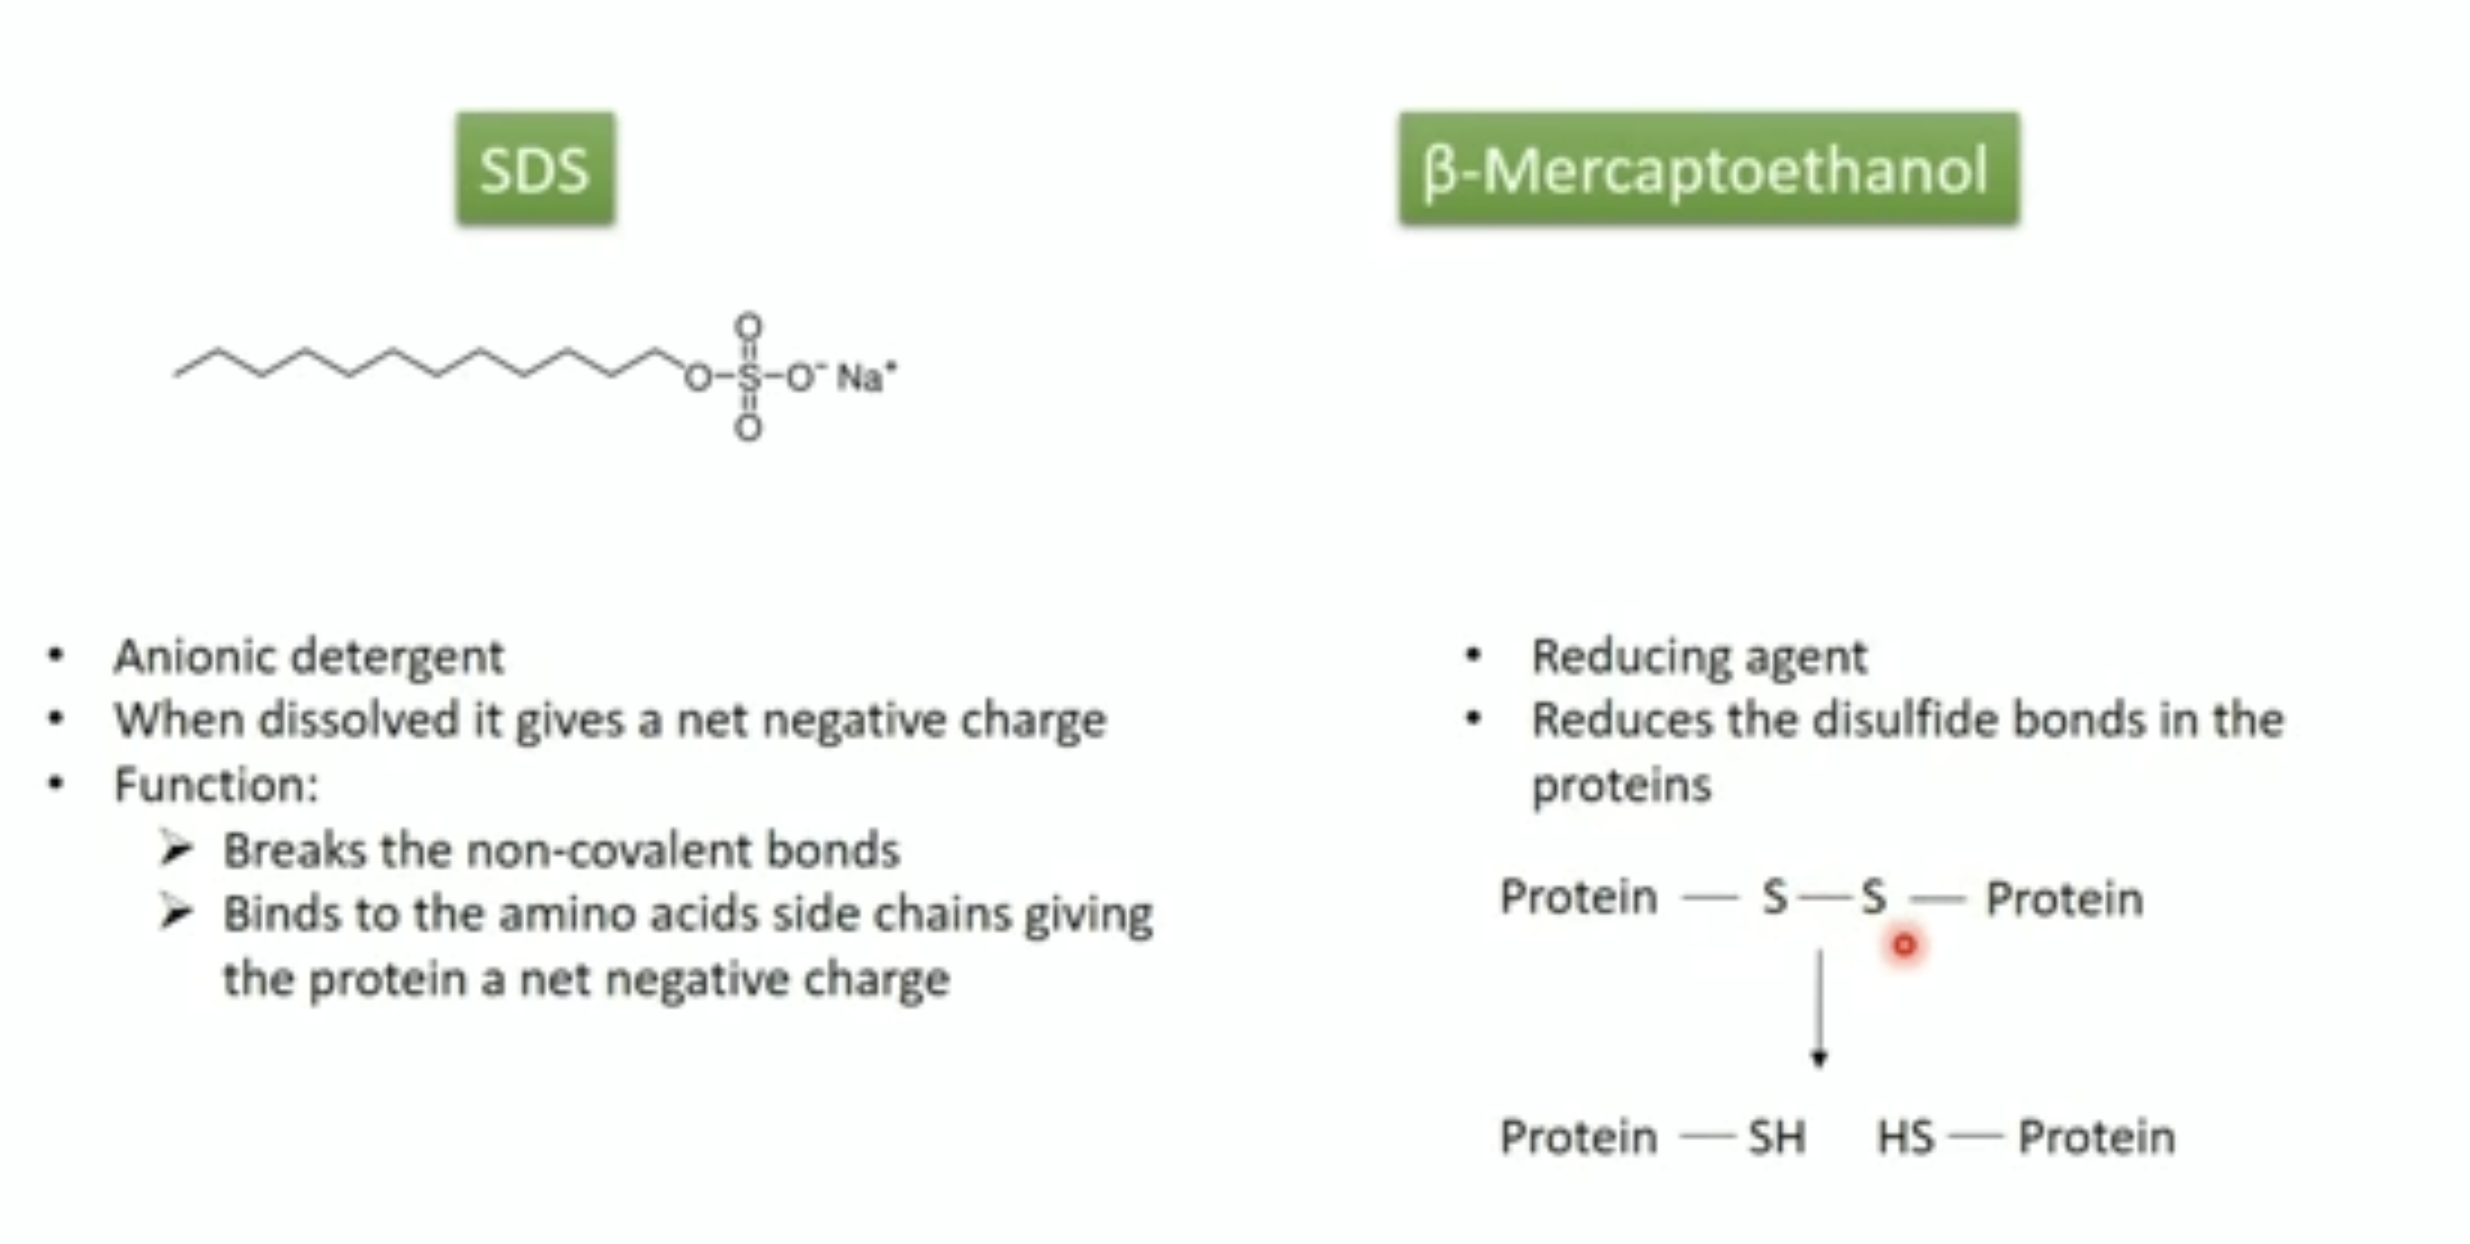 SDS
β-Mercaptoethanol
O
O-S-O⁻ Na⁺
O
• Anionic detergent
• When dissolved it gives a net negative charge
• Function:
➤ Breaks the non-covalent bonds
➤ Binds to the amino acids side chains giving
the protein a net negative charge
• Reducing agent
• Reduces the disulfide bonds in the
proteins
Protein — S — S — Protein
Protein — SH HS — Protein